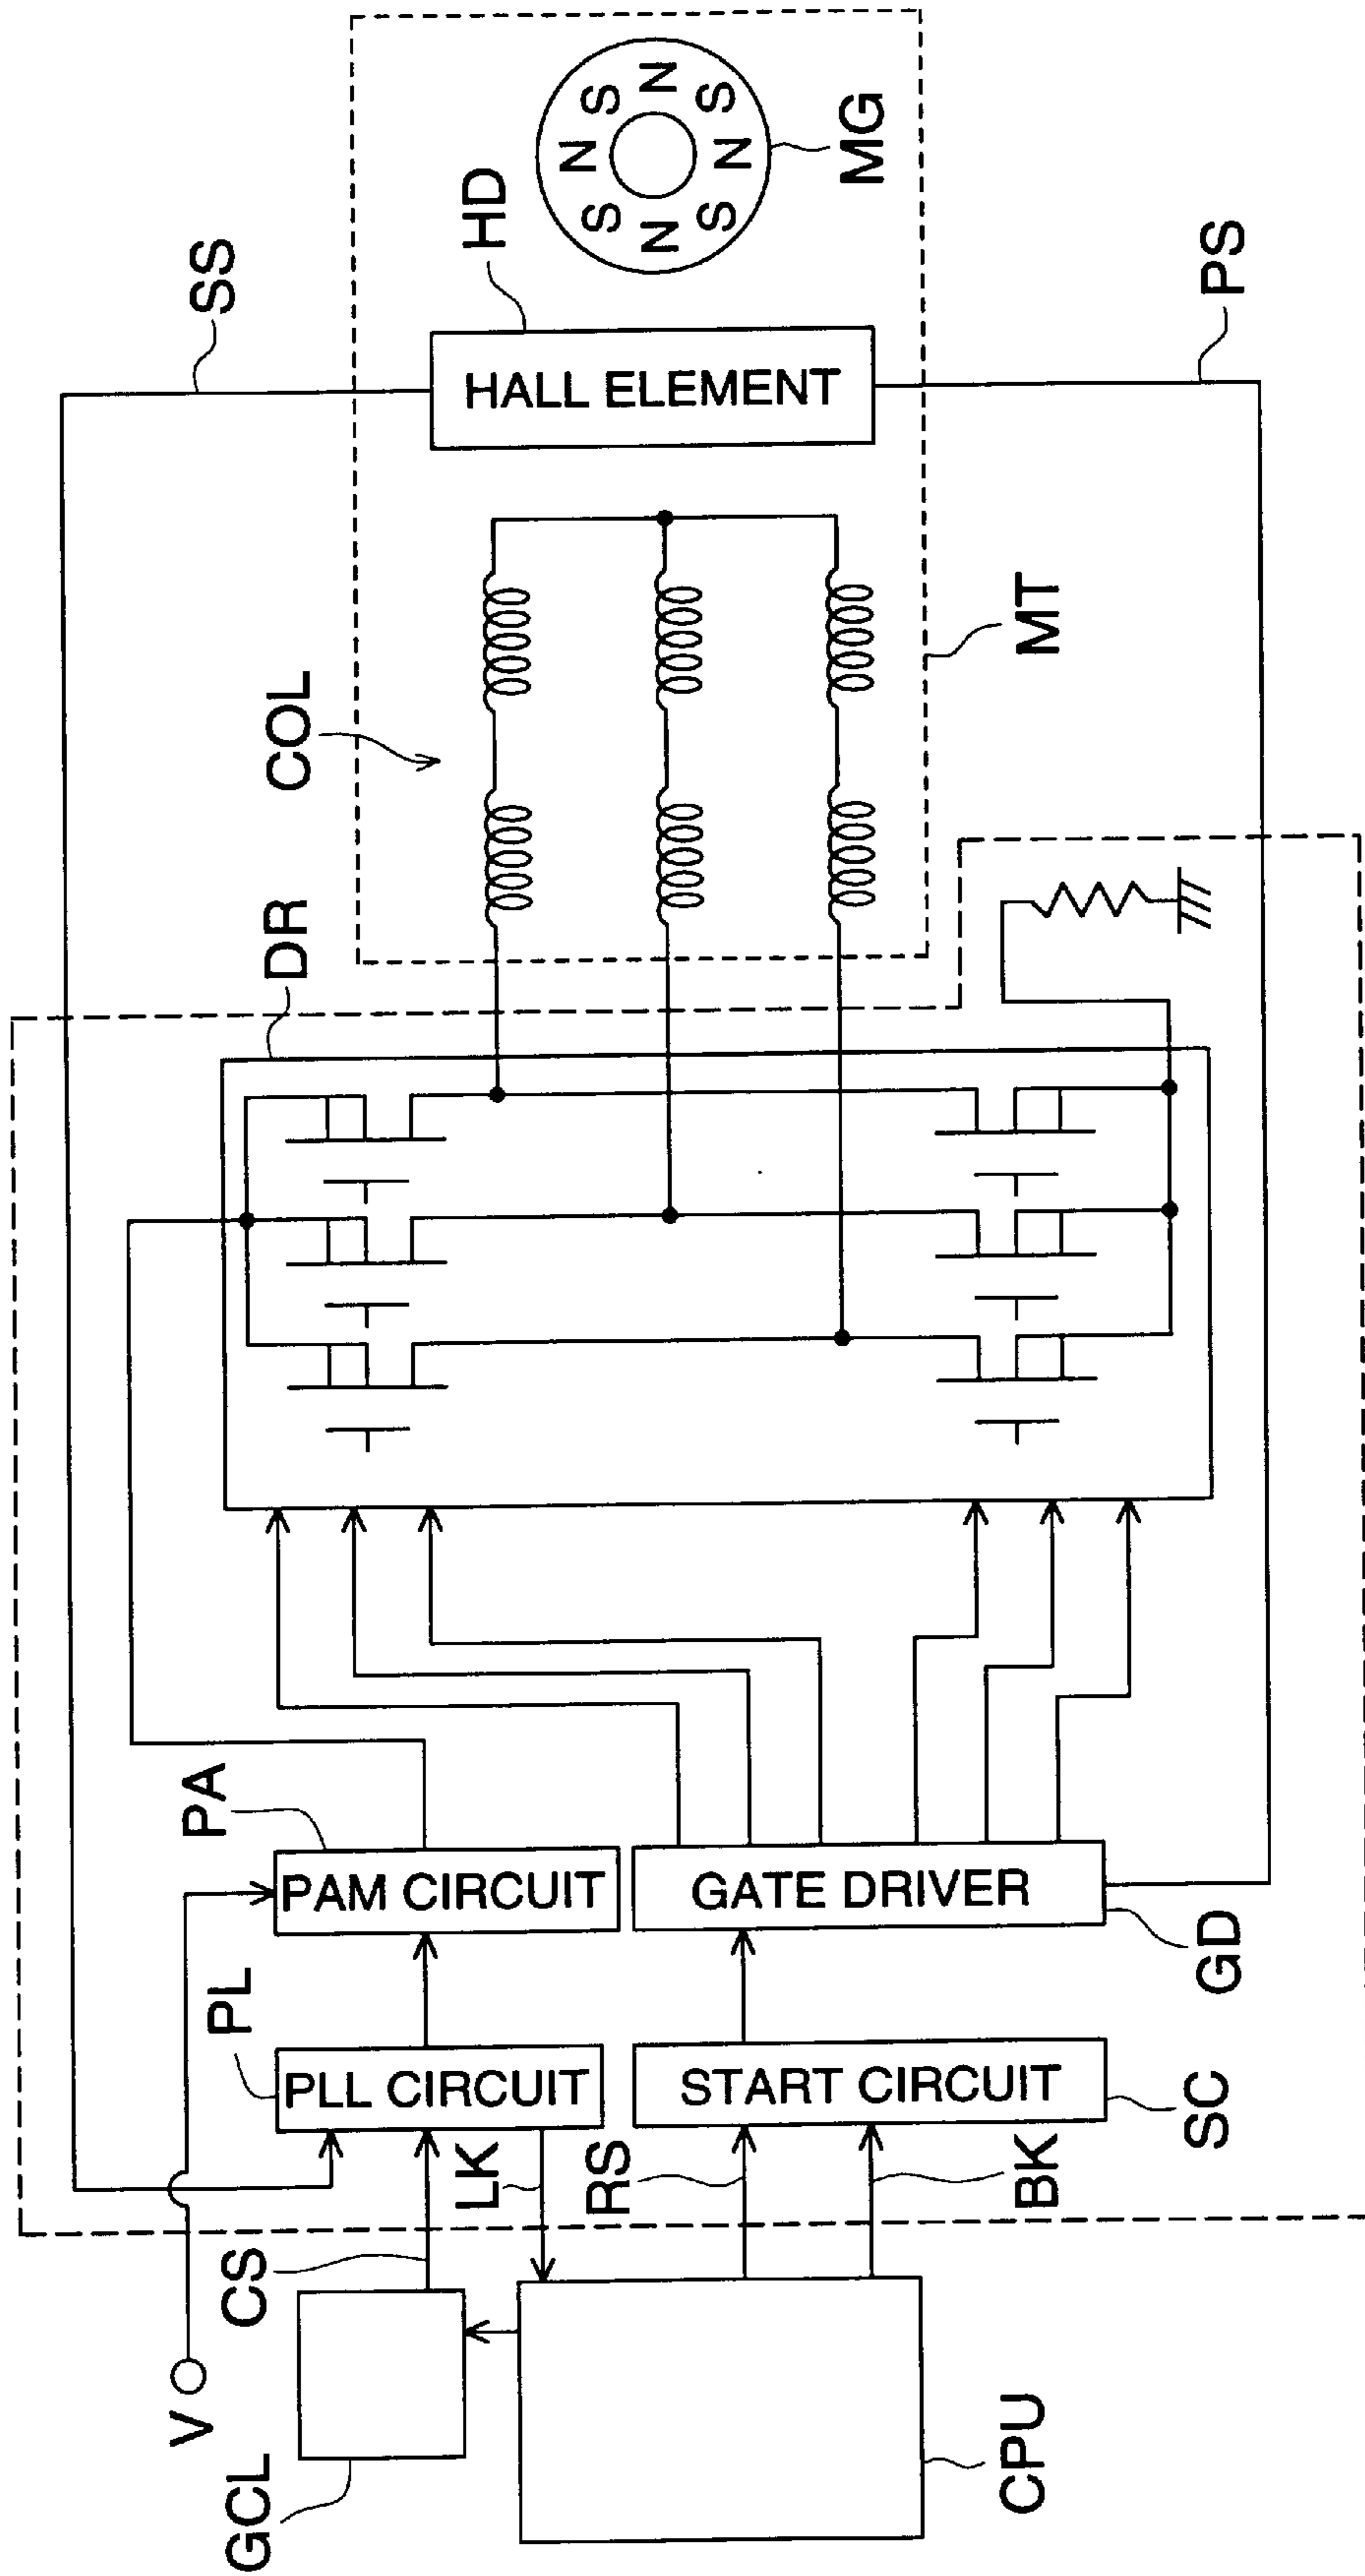 SS
HD
HALL ELEMENT
N
S
N
S
N
S
N
S
MG
PS
COL
MT
DR
PA
PAM CIRCUIT
GATE DRIVER
GD
PL
PLL CIRCUIT
START CIRCUIT
SC
CS
LK
RS
BK
V
GCL
CPU